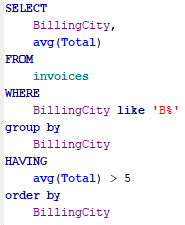 SELECT
BillingCity,
avg(Total)
FROM
invoices
WHERE
BillingCity like 'B%'
group by
BillingCity
HAVING
avg(Total) > 5
order by
BillingCity